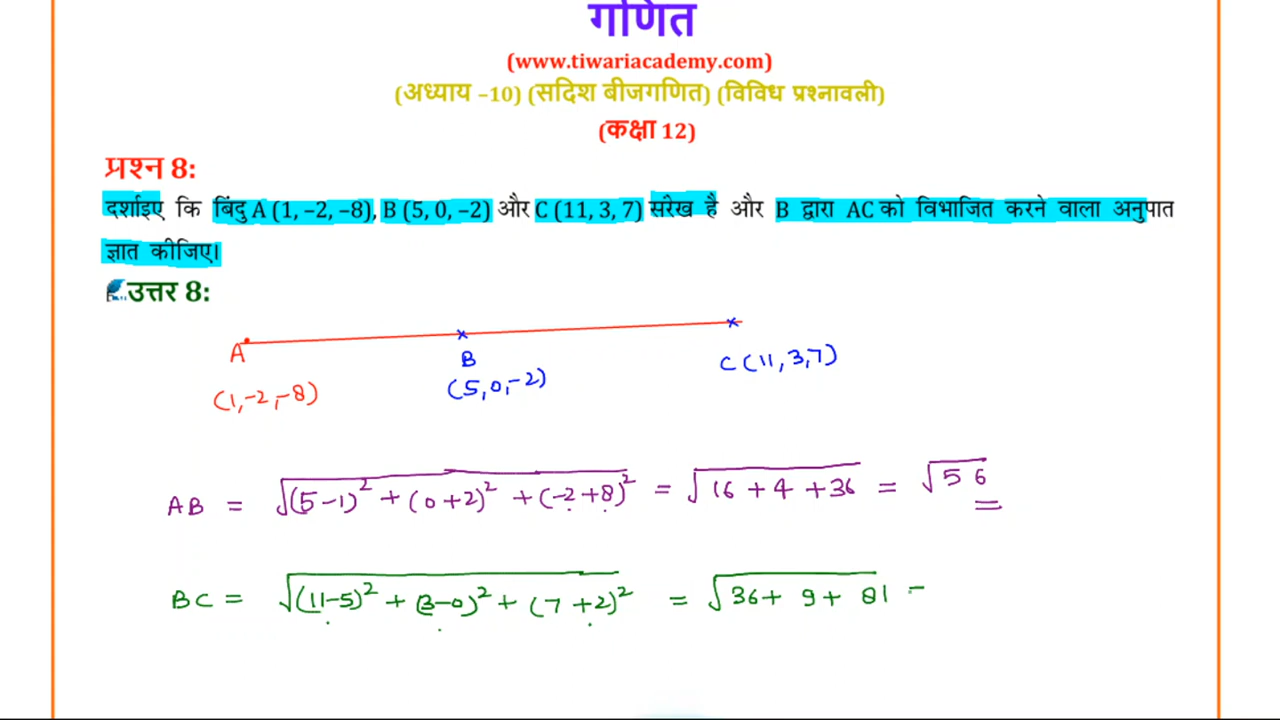 गणित
(www.tiwariacademy.com)
(अध्याय –10) (सदिश बीजगणित) (विविध प्रश्नावली)
(कक्षा 12)
प्रश्न 8:
दर्शाइए कि बिंदु A (1, –2, –8), B (5, 0, –2) और C (11, 3, 7) सरेख है और B द्वारा AC को विभाजित करने वाला अनुपात
ज्ञात कीजिए।
उत्तर 8:
A B C (11, 3, 7)
(1, -2, -8) (5, 0, -2)
AB = √(5-1)² + (0+2)² + (-2+8)² = √16 + 4 + 36 = √56
BC = √(11-5)² + (3-0)² + (7+2)² = √36 + 9 + 81 =